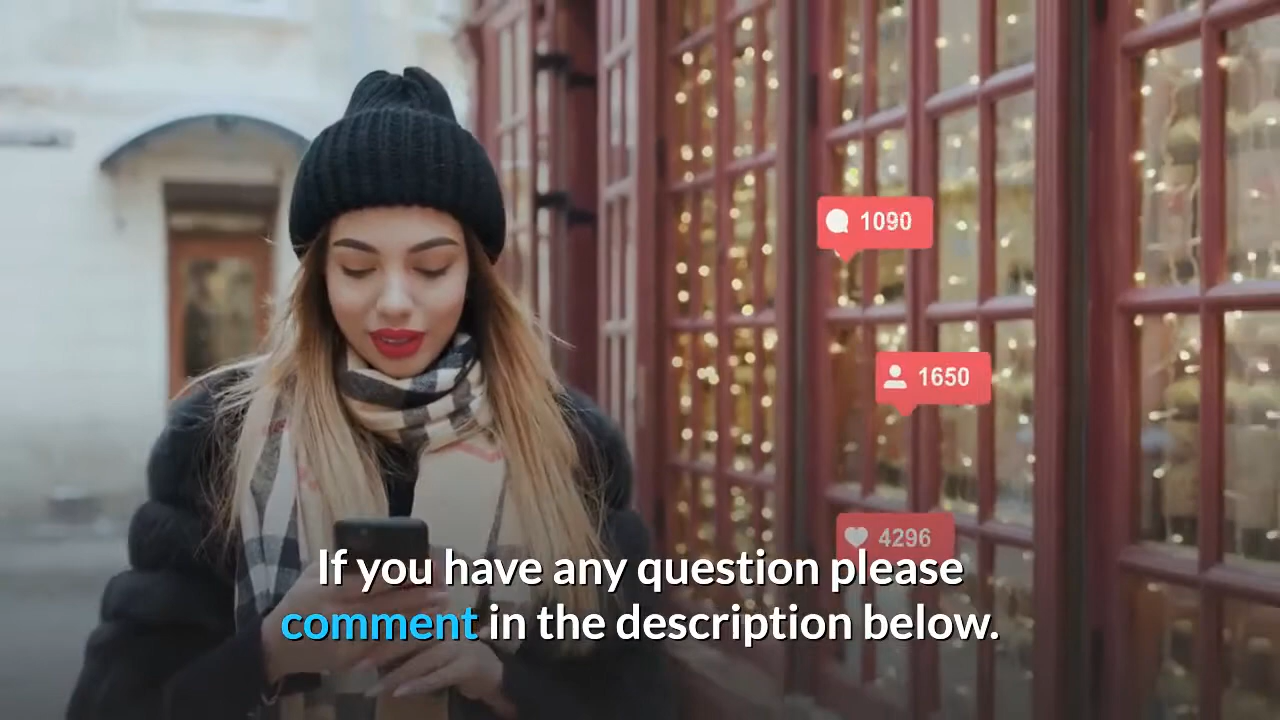 1090
1650
4296
If you have any question please
comment in the description below.